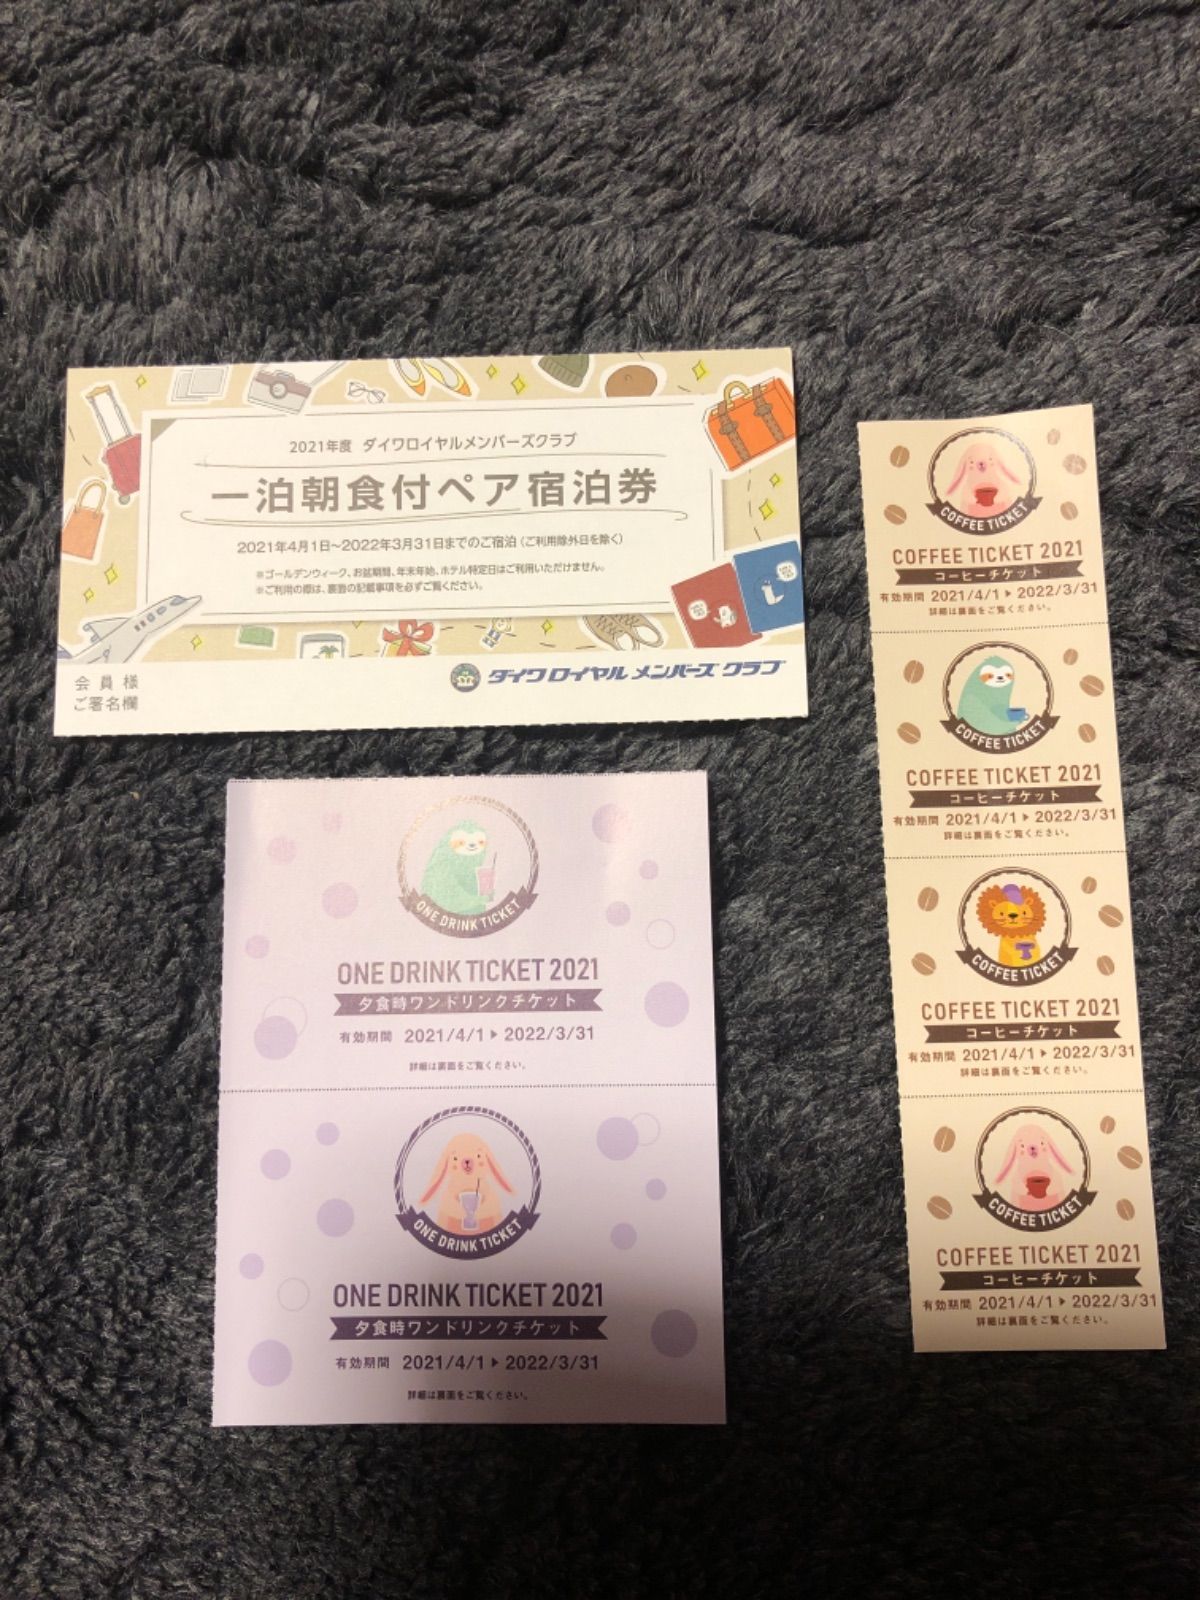 2021年度 ダイワロイヤルメンバーズクラブ
一泊朝食付ペア宿泊券
2021年4月1日~2022年3月31日までのご宿泊(ご利用除外日を除く)
※ゴールデンウィーク、お盆期間、年末年始、ホテル特定日はご利用いただけません。
※ご利用の際は、裏面の記載事項を必ずご覧ください。
会員様
ご署名欄
ダイワロイヤルメンバーズクラブ
ONE DRINK TICKET
ONE DRINK TICKET 2021
夕食時ワンドリンクチケット
有効期間 2021/4/1▶2022/3/31
詳細は裏面をご覧ください。
ONE DRINK TICKET
ONE DRINK TICKET 2021
夕食時ワンドリンクチケット
有効期間 2021/4/1▶2022/3/31
詳細は裏面をご覧ください。
COFFEE TICKET
COFFEE TICKET 2021
コーヒーチケット
有効期間 2021/4/1▶2022/3/31
詳細は裏面をご覧ください。
COFFEE TICKET
COFFEE TICKET 2021
コーヒーチケット
有効期間 2021/4/1▶2022/3/31
詳細は裏面をご覧ください。
COFFEE TICKET
COFFEE TICKET 2021
コーヒーチケット
有効期間 2021/4/1▶2022/3/31
詳細は裏面をご覧ください。
COFFEE TICKET
COFFEE TICKET 2021
コーヒーチケット
有効期間 2021/4/1▶2022/3/31
詳細は裏面をご覧ください。